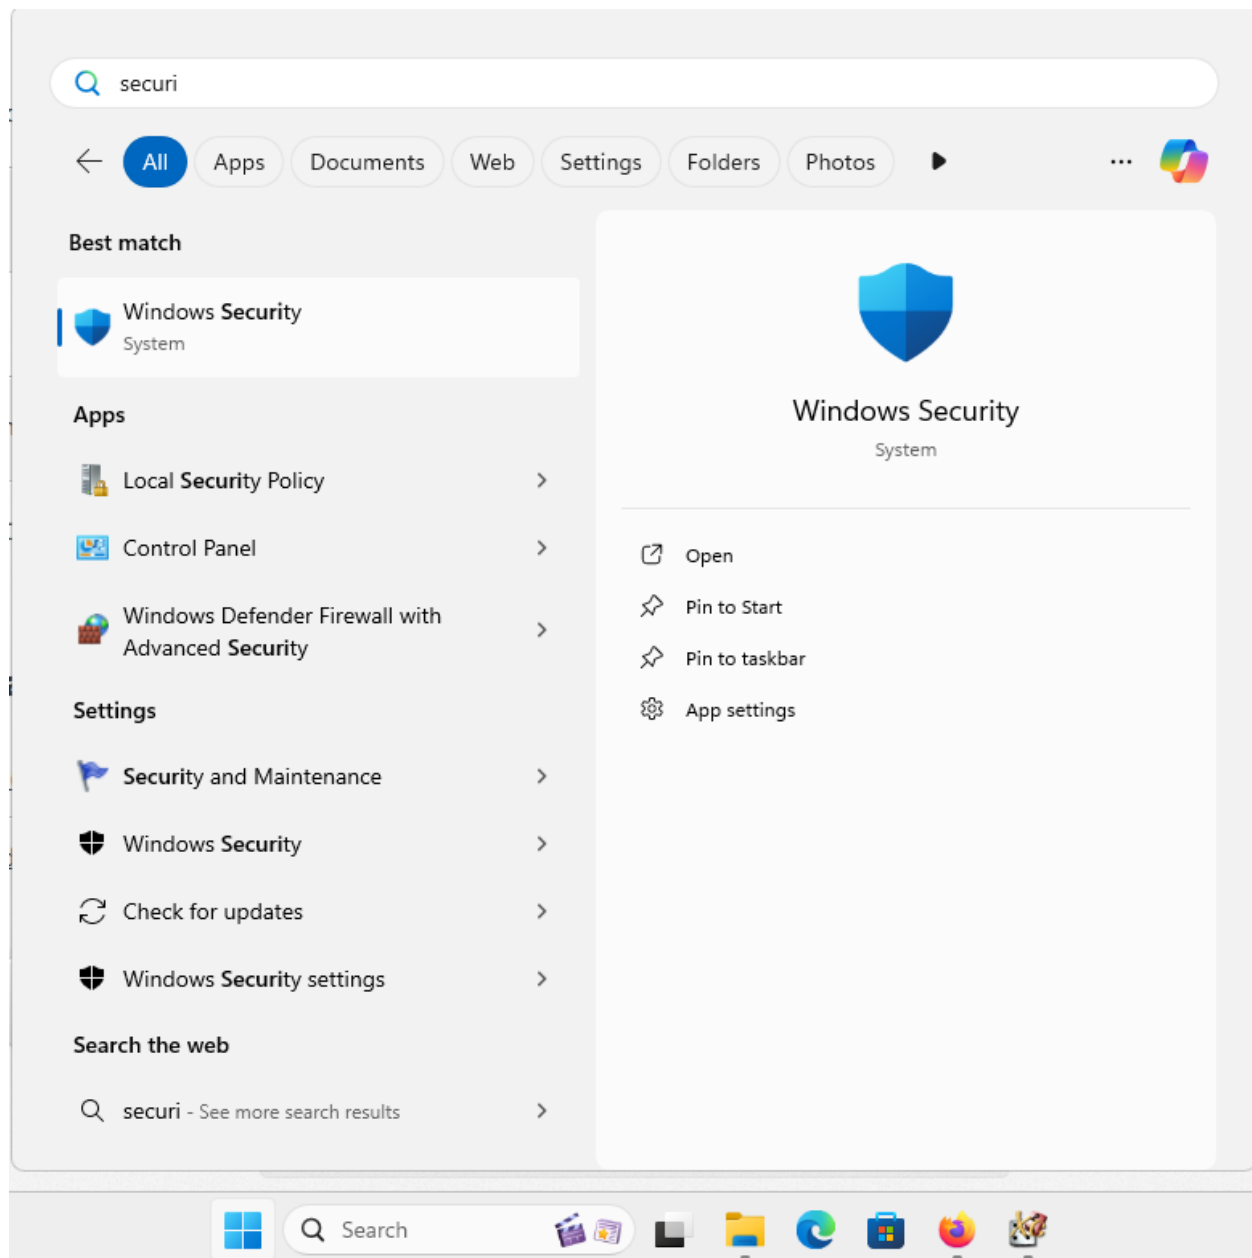 securi
All
Apps
Documents
Web
Settings
Folders
Photos
Best match
Windows Security
System
Apps
Local Security Policy
Control Panel
Windows Defender Firewall with
Advanced Security
Settings
Security and Maintenance
Windows Security
Check for updates
Windows Security settings
Search the web
securi - See more search results
Windows Security
System
Open
Pin to Start
Pin to taskbar
App settings
Search